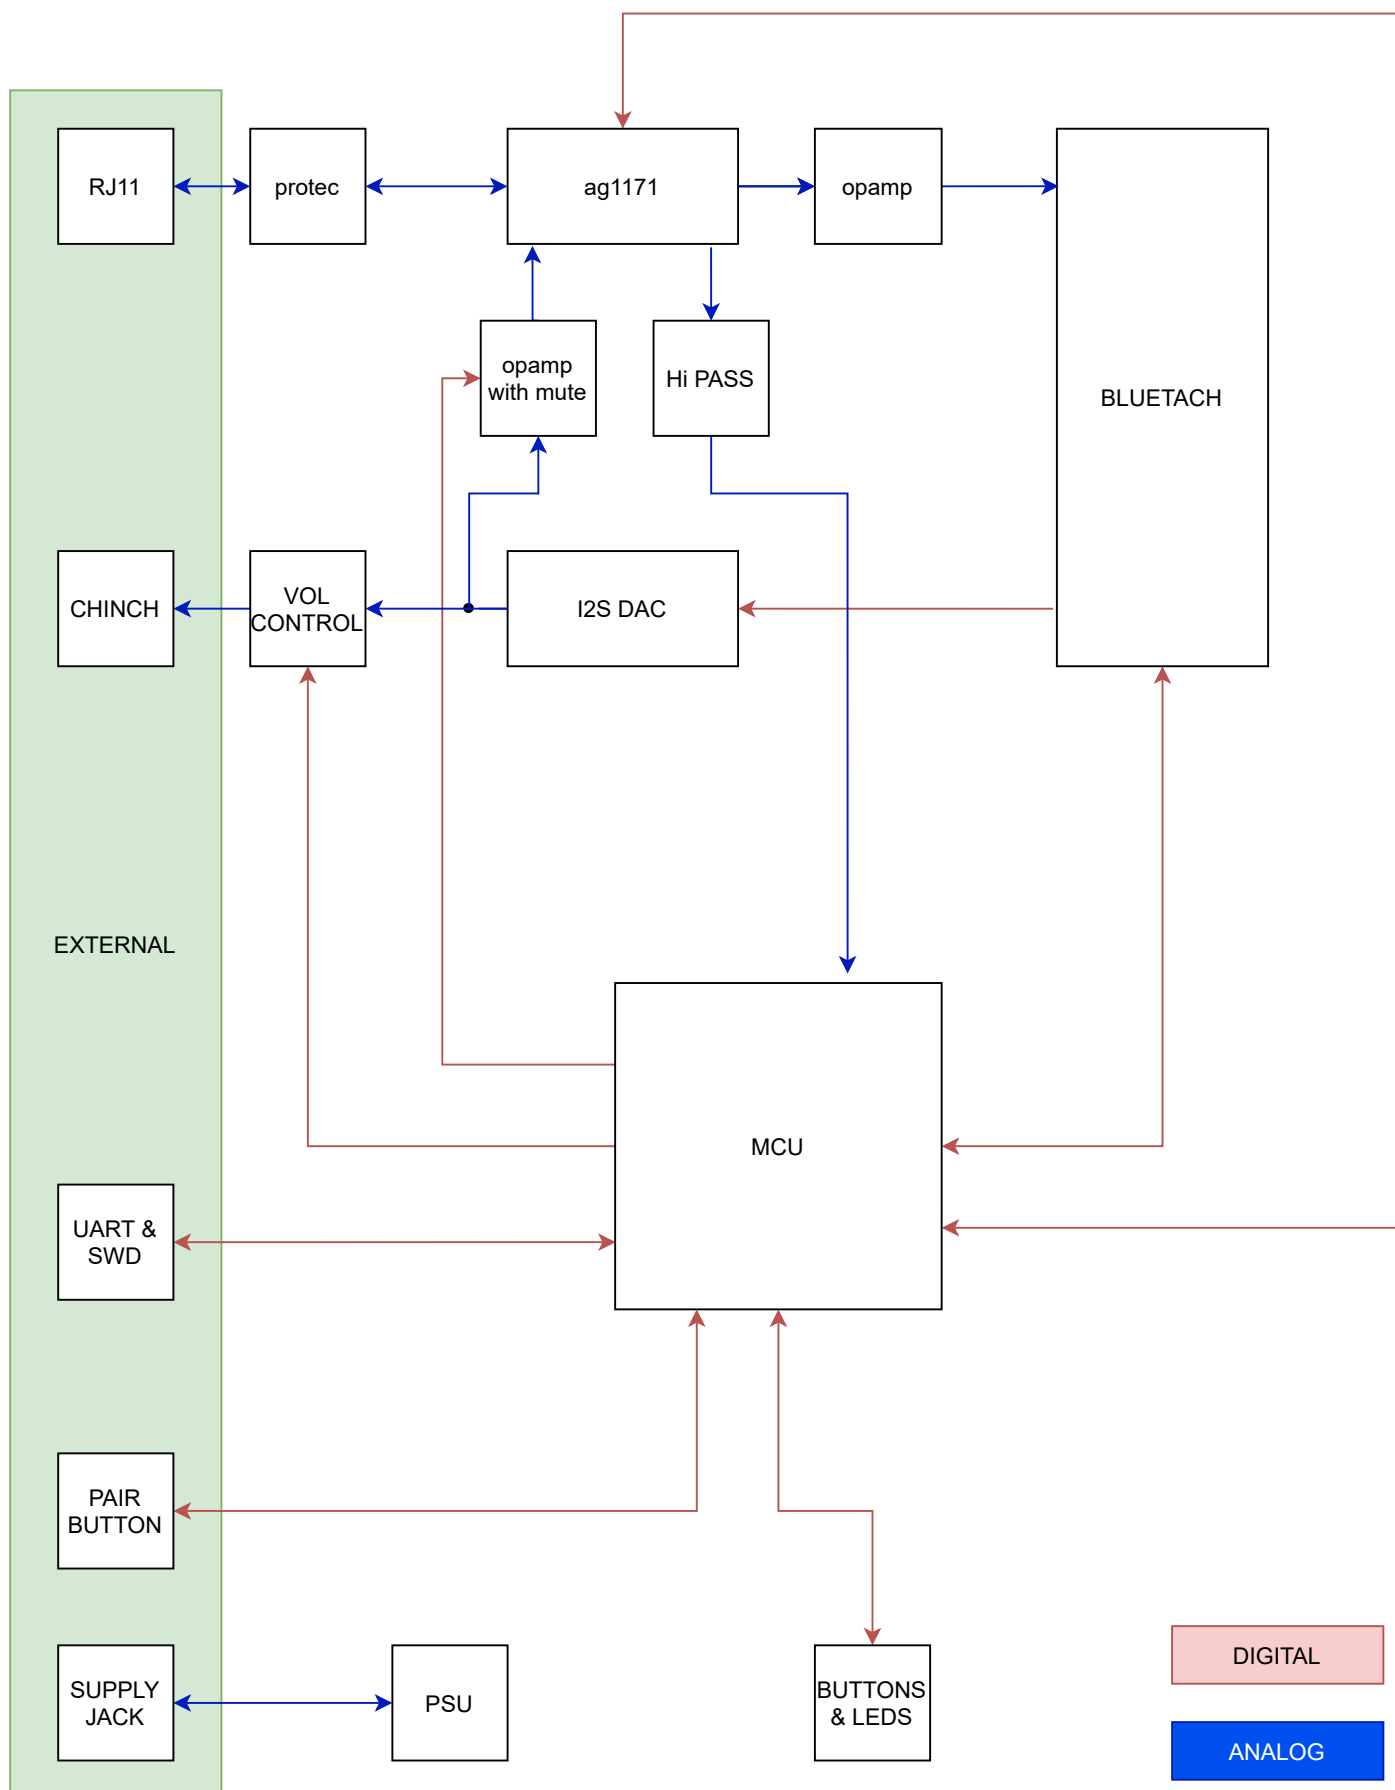 RJ11
protec
ag1171
opamp
opamp
with mute
Hi PASS
BLUETACH
CHINCH
VOL
CONTROL
I2S DAC
EXTERNAL
MCU
UART &
SWD
PAIR
BUTTON
SUPPLY
JACK
PSU
BUTTONS
& LEDS
DIGITAL
ANALOG